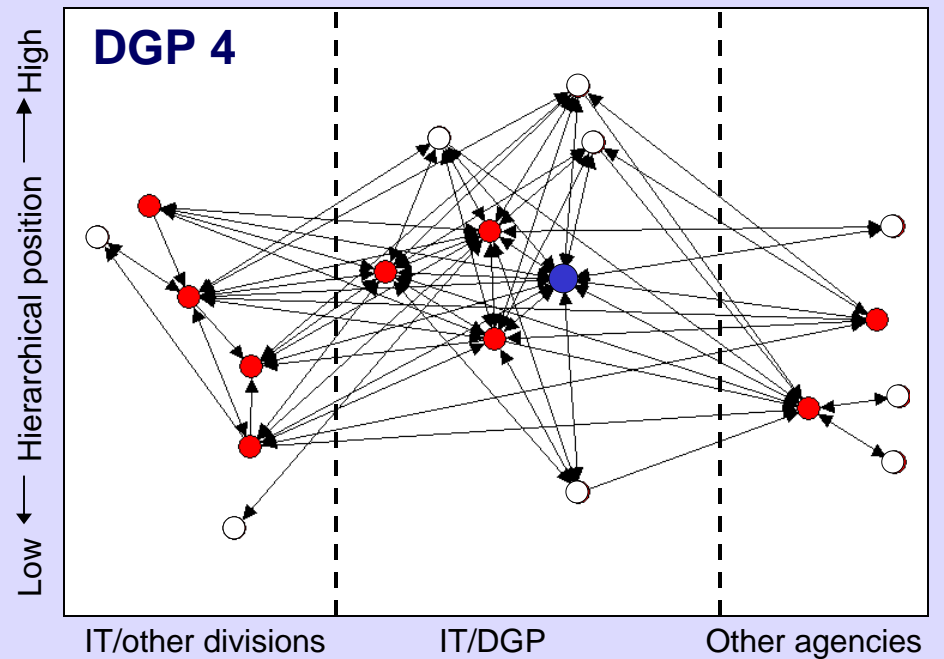 DGP 4
Low ← Hierarchical position → High
IT/other divisions
IT/DGP
Other agencies